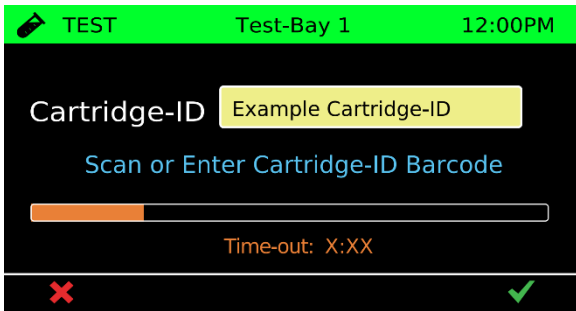 TEST Test-Bay 1 12:00PM
Cartridge-ID Example Cartridge-ID
Scan or Enter Cartridge-ID Barcode
Time-out: X:XX